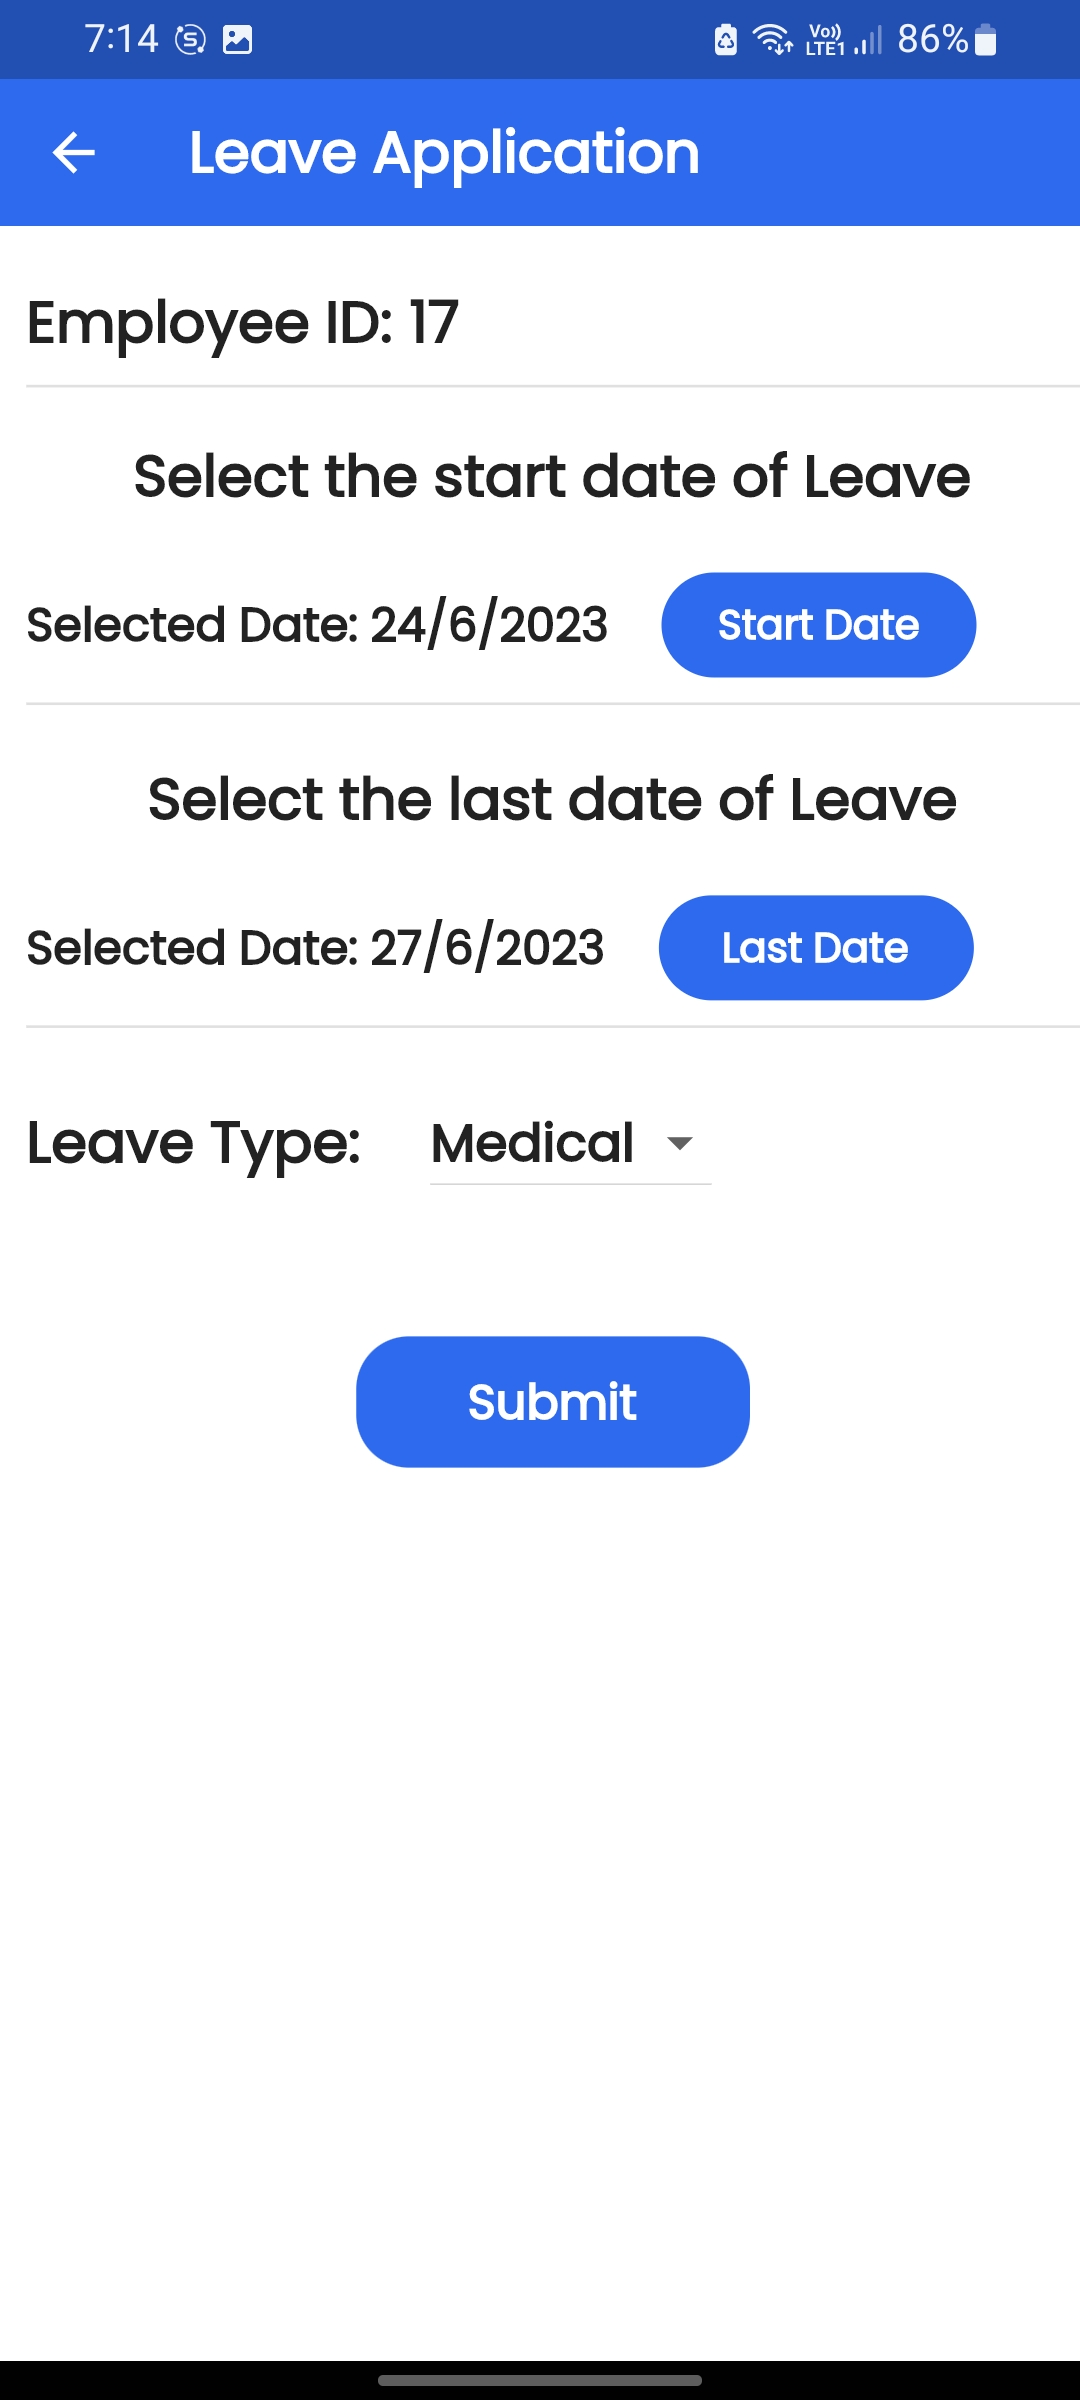 7:14 86%
Vo)) LTE1
Leave Application
Employee ID: 17
Select the start date of Leave
Selected Date: 24/6/2023 Start Date
Select the last date of Leave
Selected Date: 27/6/2023 Last Date
Leave Type: Medical
Submit